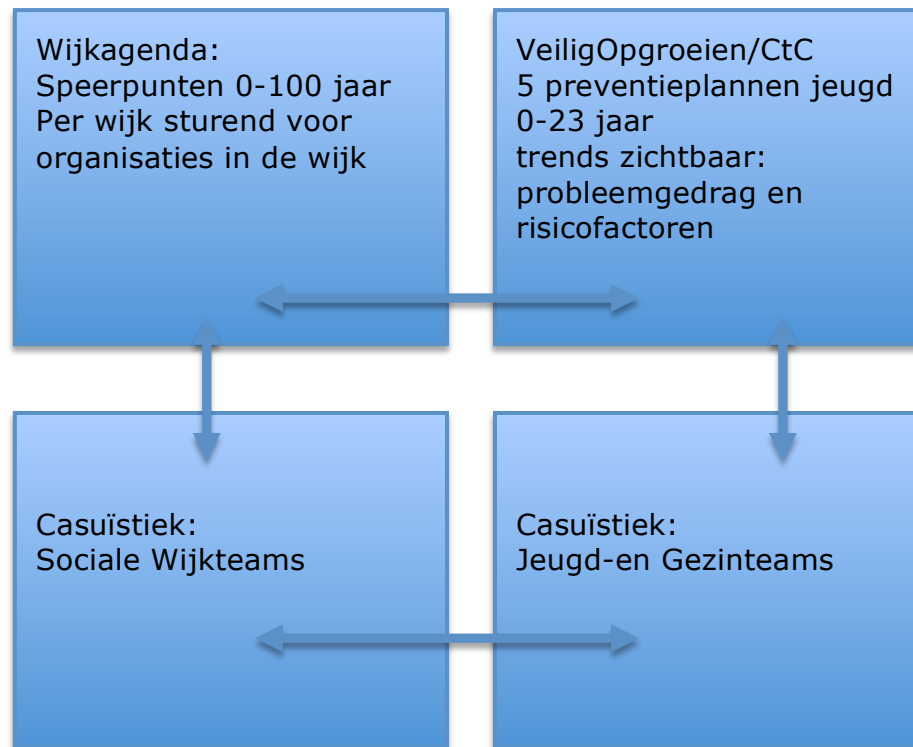 Wijkagenda:
Speerpunten 0-100 jaar
Per wijk sturend voor
organisaties in de wijk
VeiligOpgroeien/CtC
5 preventieplannen jeugd
0-23 jaar
trends zichtbaar:
probleemgedrag en
risicofactoren
Casuïstiek:
Sociale Wijkteams
Casuïstiek:
Jeugd-en Gezinteams